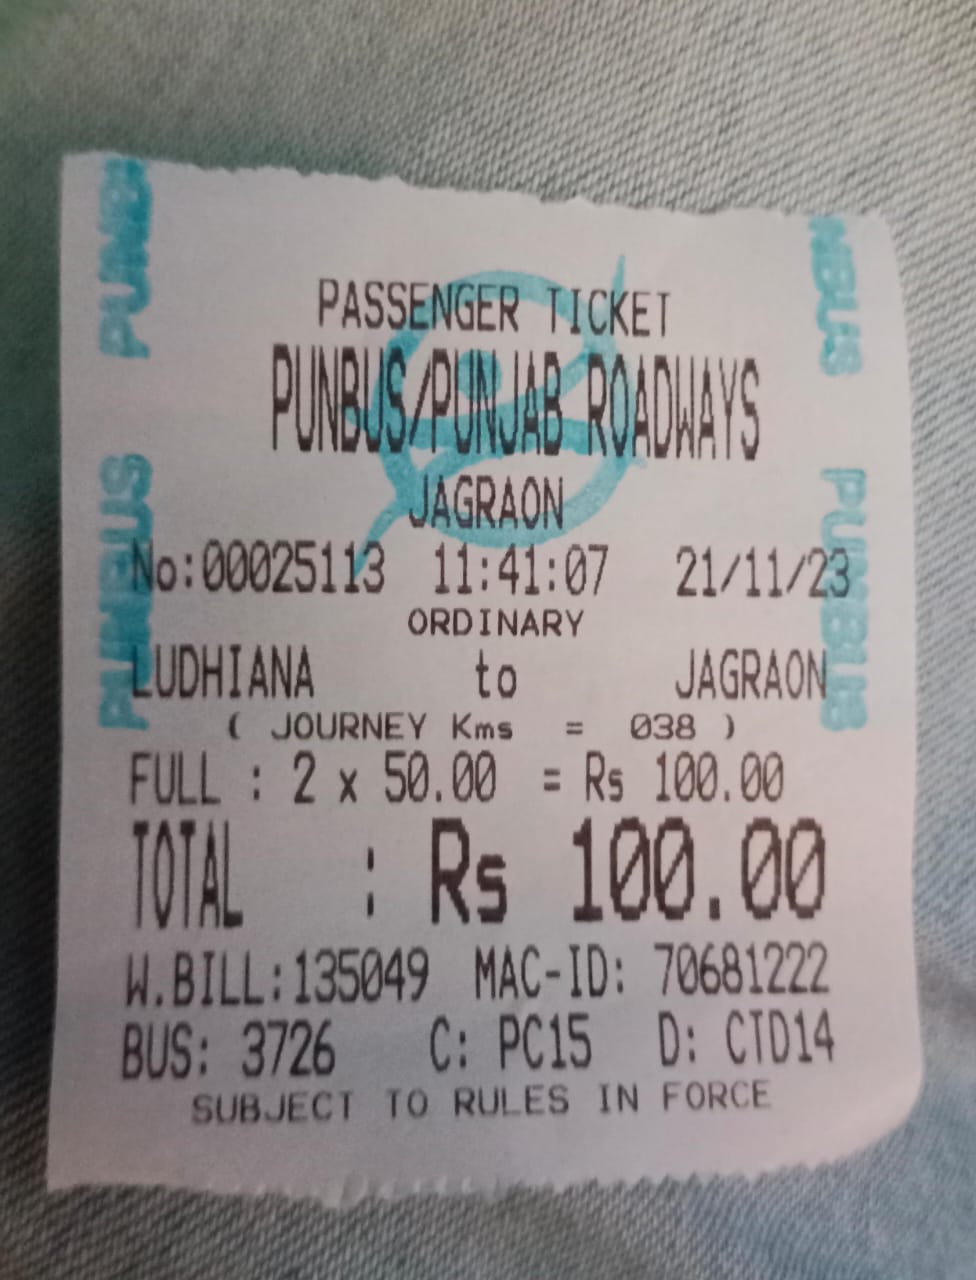 PASSENGER TICKET
PUNBUS/PUNJAB ROADWAYS
JAGRAON
No:00025113 11:41:07 21/11/23
ORDINARY
LUDHIANA to JAGRAON
( JOURNEY Kms = 038 )
FULL : 2 x 50.00 = Rs 100.00
TOTAL : Rs 100.00
W.BILL:135049 MAC-ID: 70681222
BUS: 3726 C: PC15 D: CTD14
SUBJECT TO RULES IN FORCE
PUNB
PUNBUS
NBUS
PUNBUS